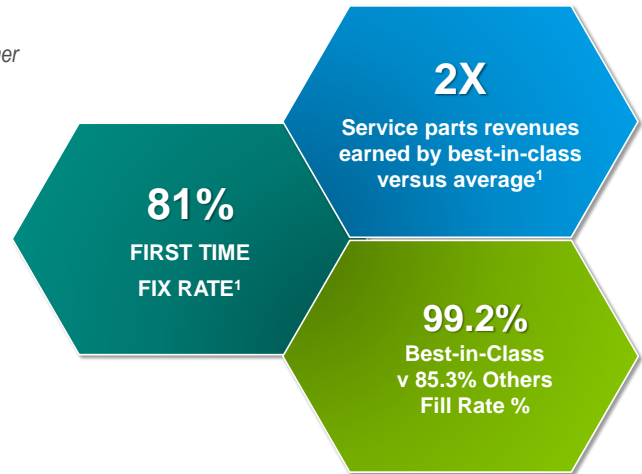 2X
Service parts revenues
earned by best-in-class
versus average¹
81%
FIRST TIME
FIX RATE¹
99.2%
Best-in-Class
v 85.3% Others
Fill Rate %